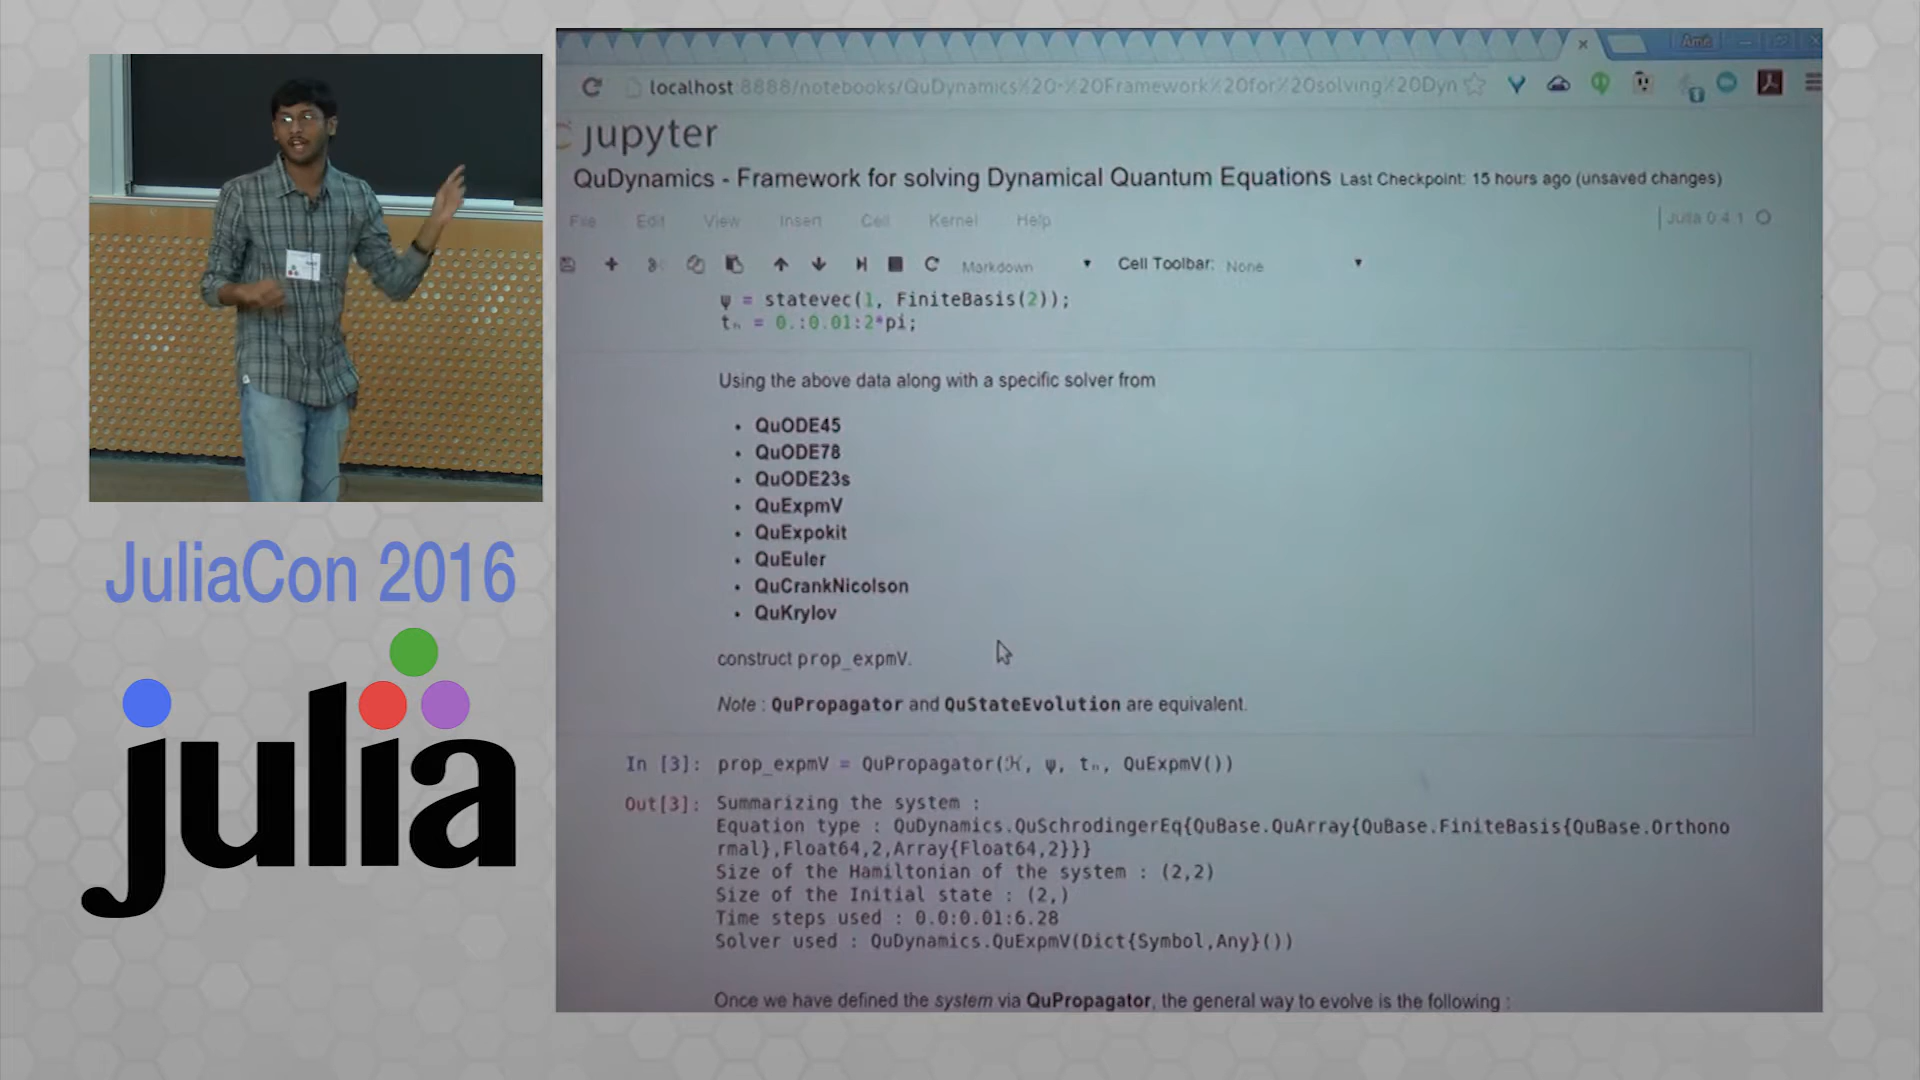 localhost:8888/notebooks/QuDynamics%20-%20Framework%20for%20solving%20Dyn
jupyter
QuDynamics - Framework for solving Dynamical Quantum Equations Last Checkpoint: 15 hours ago (unsaved changes)
File Edit View Insert Cell Kernel Help Julia 0.4.1
Markdown Cell Toolbar: None
ψ = statevec(1, FiniteBasis(2));
tₙ = 0.:0.01:2*pi;
Using the above data along with a specific solver from
• QuODE45
• QuODE78
• QuODE23s
• QuExpmV
• QuExpokit
• QuEuler
• QuCrankNicolson
• QuKrylov
construct prop_expmV.
Note : QuPropagator and QuStateEvolution are equivalent.
In [3]: prop_expmV = QuPropagator(ℋ, ψ, tₙ, QuExpmV())
Out[3]: Summarizing the system :
Equation type : QuDynamics.QuSchrodingerEq{QuBase.QuArray{QuBase.FiniteBasis{QuBase.Orthono
rmal},Float64,2,Array{Float64,2}}}
Size of the Hamiltonian of the system : (2,2)
Size of the Initial state : (2,)
Time steps used : 0.0:0.01:6.28
Solver used : QuDynamics.QuExpmV(Dict{Symbol,Any}())
Once we have defined the system via QuPropagator, the general way to evolve is the following :
JuliaCon 2016
julia